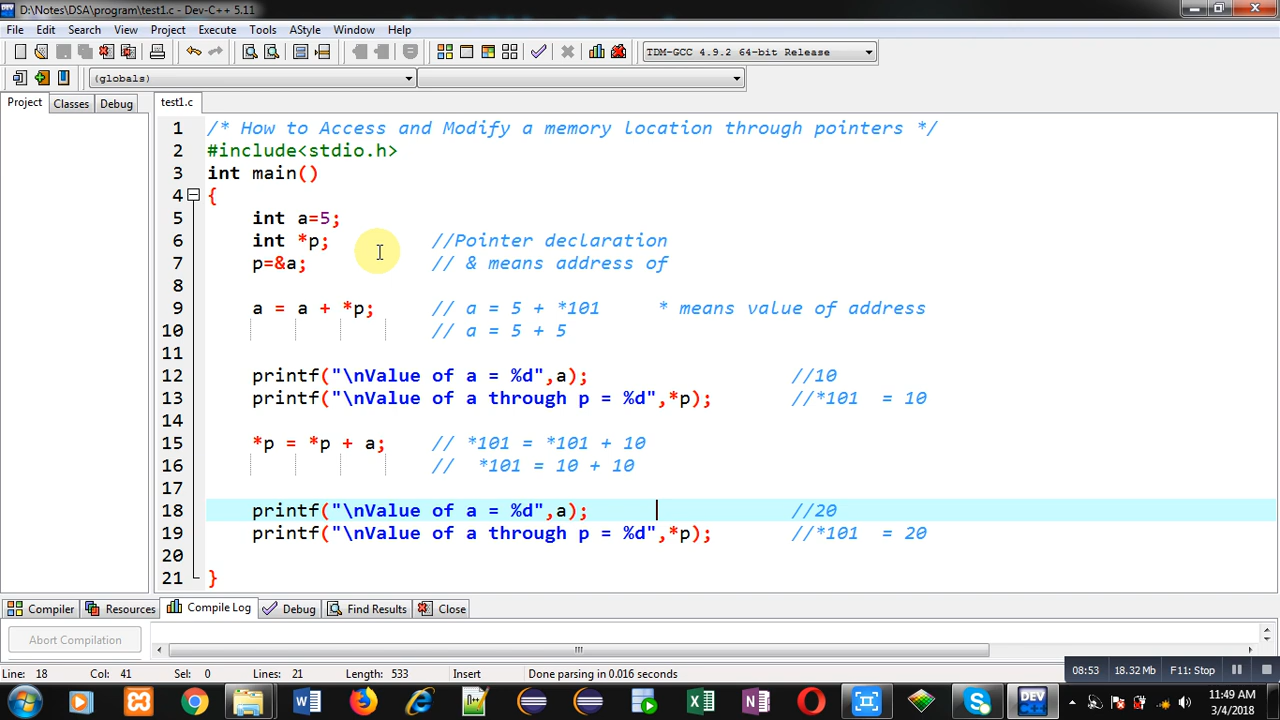 D:\Notes\DSA\program\test1.c - Dev-C++ 5.11
File Edit Search View Project Execute Tools AStyle Window Help
TDM-GCC 4.9.2 64-bit Release
(globals)
Project Classes Debug test1.c
1 /* How to Access and Modify a memory location through pointers */
2 #include<stdio.h>
3 int main()
4 {
5 int a=5;
6 int *p; //Pointer declaration
7 p=&a; // & means address of
8
9 a = a + *p; // a = 5 + *101 * means value of address
10 // a = 5 + 5
11
12 printf("\nValue of a = %d",a); //10
13 printf("\nValue of a through p = %d",*p); //*101 = 10
14
15 *p = *p + a; // *101 = *101 + 10
16 // *101 = 10 + 10
17
18 printf("\nValue of a = %d",a); //20
19 printf("\nValue of a through p = %d",*p); //*101 = 20
20
21 }
Compiler Resources Compile Log Debug Find Results Close
Abort Compilation
Line: 18 Col: 41 Sel: 0 Lines: 21 Length: 533 Insert Done parsing in 0.016 seconds
08:53 18.32 Mb F11: Stop
DEV
11:49 AM
3/4/2018